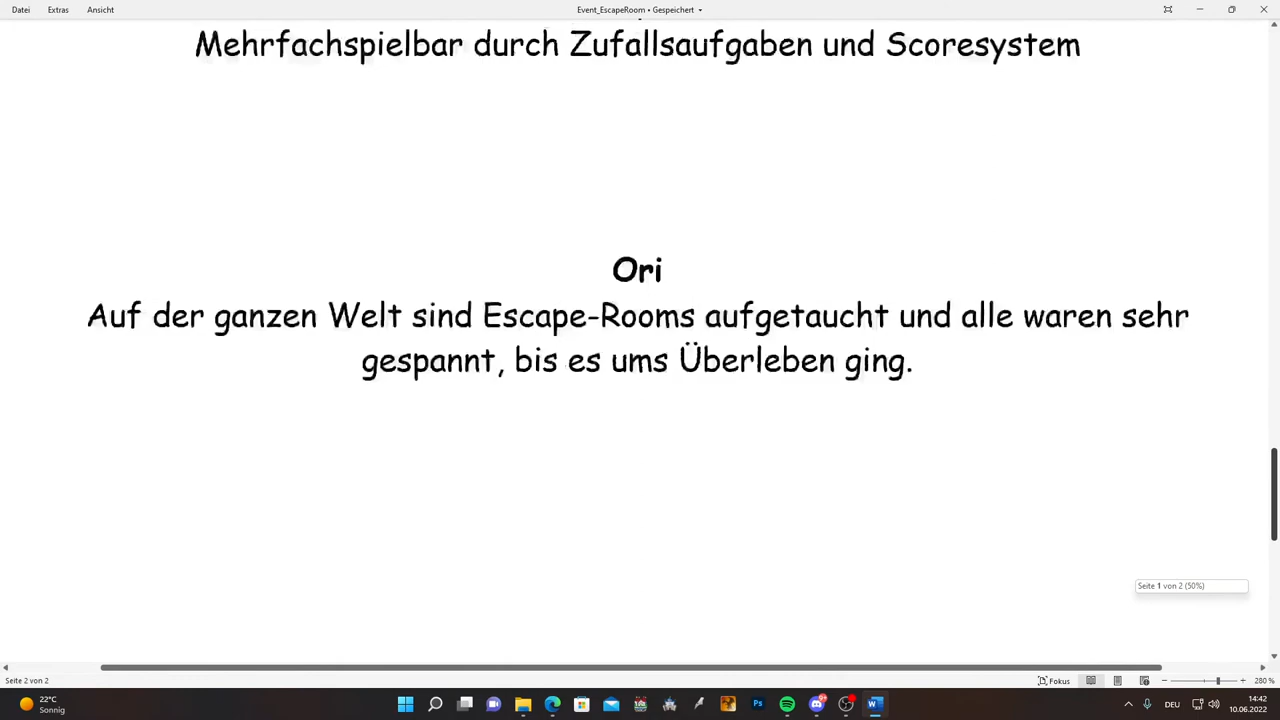 Datei Extras Ansicht Event_EscapeRoom • Gespeichert
Mehrfachspielbar durch Zufallsaufgaben und Scoresystem
Ori
Auf der ganzen Welt sind Escape-Rooms aufgetaucht und alle waren sehr
gespannt, bis es ums Überleben ging.
Seite 1 von 2 (50%)
Seite 2 von 2 Fokus 280 %
22°C
Sonnig
Ps
W
DEU
14:42
10.06.2022